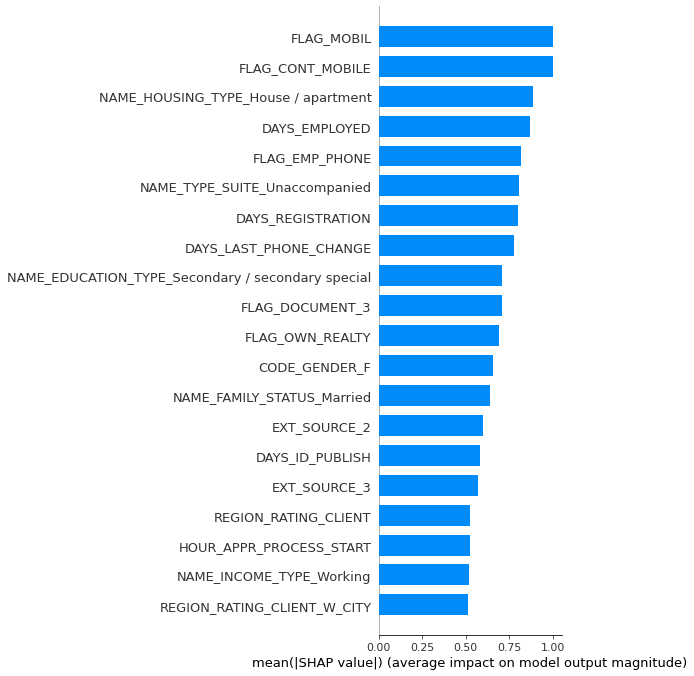 FLAG_MOBIL
FLAG_CONT_MOBILE
NAME_HOUSING_TYPE_House / apartment
DAYS_EMPLOYED
FLAG_EMP_PHONE
NAME_TYPE_SUITE_Unaccompanied
DAYS_REGISTRATION
DAYS_LAST_PHONE_CHANGE
NAME_EDUCATION_TYPE_Secondary / secondary special
FLAG_DOCUMENT_3
FLAG_OWN_REALTY
CODE_GENDER_F
NAME_FAMILY_STATUS_Married
EXT_SOURCE_2
DAYS_ID_PUBLISH
EXT_SOURCE_3
REGION_RATING_CLIENT
HOUR_APPR_PROCESS_START
NAME_INCOME_TYPE_Working
REGION_RATING_CLIENT_W_CITY
0.00 0.25 0.50 0.75 1.00
mean(|SHAP value|) (average impact on model output magnitude)